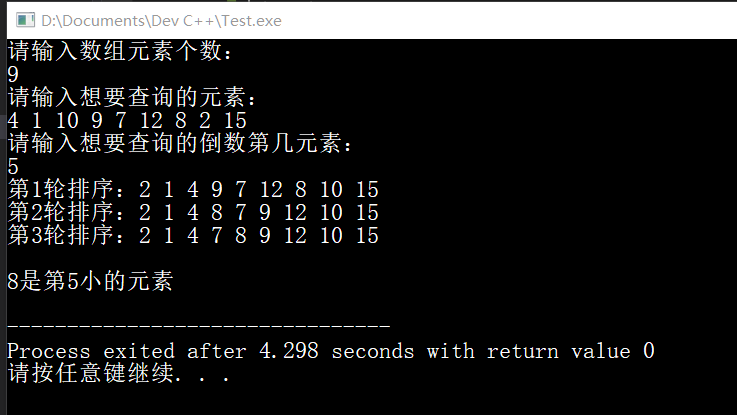 D:\Documents\Dev C++\Test.exe
请输入数组元素个数：
9
请输入想要查询的元素：
4 1 10 9 7 12 8 2 15
请输入想要查询的倒数第几元素：
5
第1轮排序：2 1 4 9 7 12 8 10 15
第2轮排序：2 1 4 8 7 9 12 10 15
第3轮排序：2 1 4 7 8 9 12 10 15
8是第5小的元素
--------------------------------
Process exited after 4.298 seconds with return value 0
请按任意键继续. . .